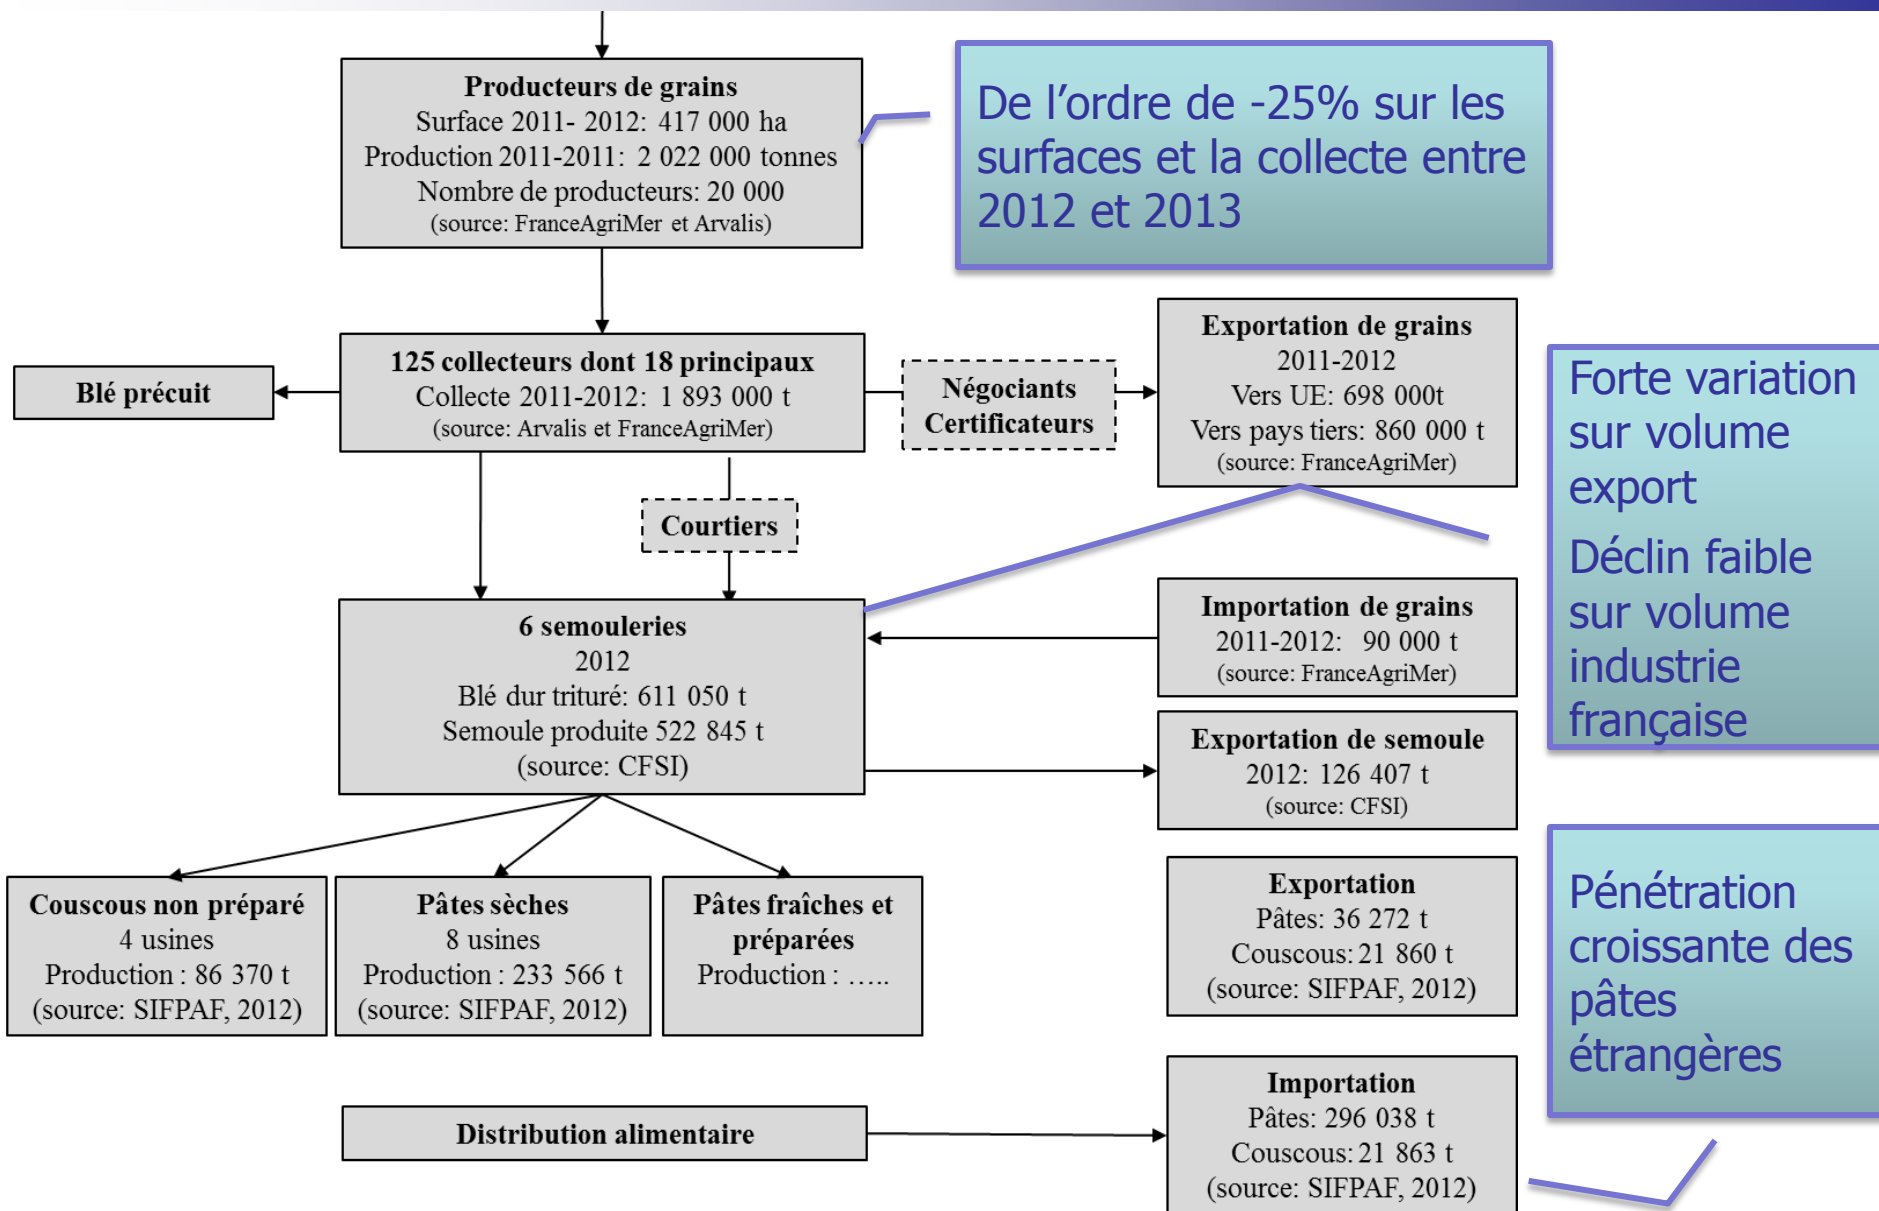 Producteurs de grains
Surface 2011- 2012: 417 000 ha
Production 2011-2011: 2 022 000 tonnes
Nombre de producteurs: 20 000
(source: FranceAgriMer et Arvalis)
De l'ordre de -25% sur les
surfaces et la collecte entre
2012 et 2013
Blé précuit
125 collecteurs dont 18 principaux
Collecte 2011-2012: 1 893 000 t
(source: Arvalis et FranceAgriMer)
Négociants
Certificateurs
Exportation de grains
2011-2012
Vers UE: 698 000t
Vers pays tiers: 860 000 t
(source: FranceAgriMer)
Forte variation
sur volume
export
Déclin faible
sur volume
industrie
française
Courtiers
6 semouleries
2012
Blé dur trituré: 611 050 t
Semoule produite 522 845 t
(source: CFSI)
Importation de grains
2011-2012: 90 000 t
(source: FranceAgriMer)
Exportation de semoule
2012: 126 407 t
(source: CFSI)
Couscous non préparé
4 usines
Production : 86 370 t
(source: SIFPAF, 2012)
Pâtes sèches
8 usines
Production : 233 566 t
(source: SIFPAF, 2012)
Pâtes fraîches et
préparées
Production : …..
Exportation
Pâtes: 36 272 t
Couscous: 21 860 t
(source: SIFPAF, 2012)
Pénétration
croissante des
pâtes
étrangères
Distribution alimentaire
Importation
Pâtes: 296 038 t
Couscous: 21 863 t
(source: SIFPAF, 2012)